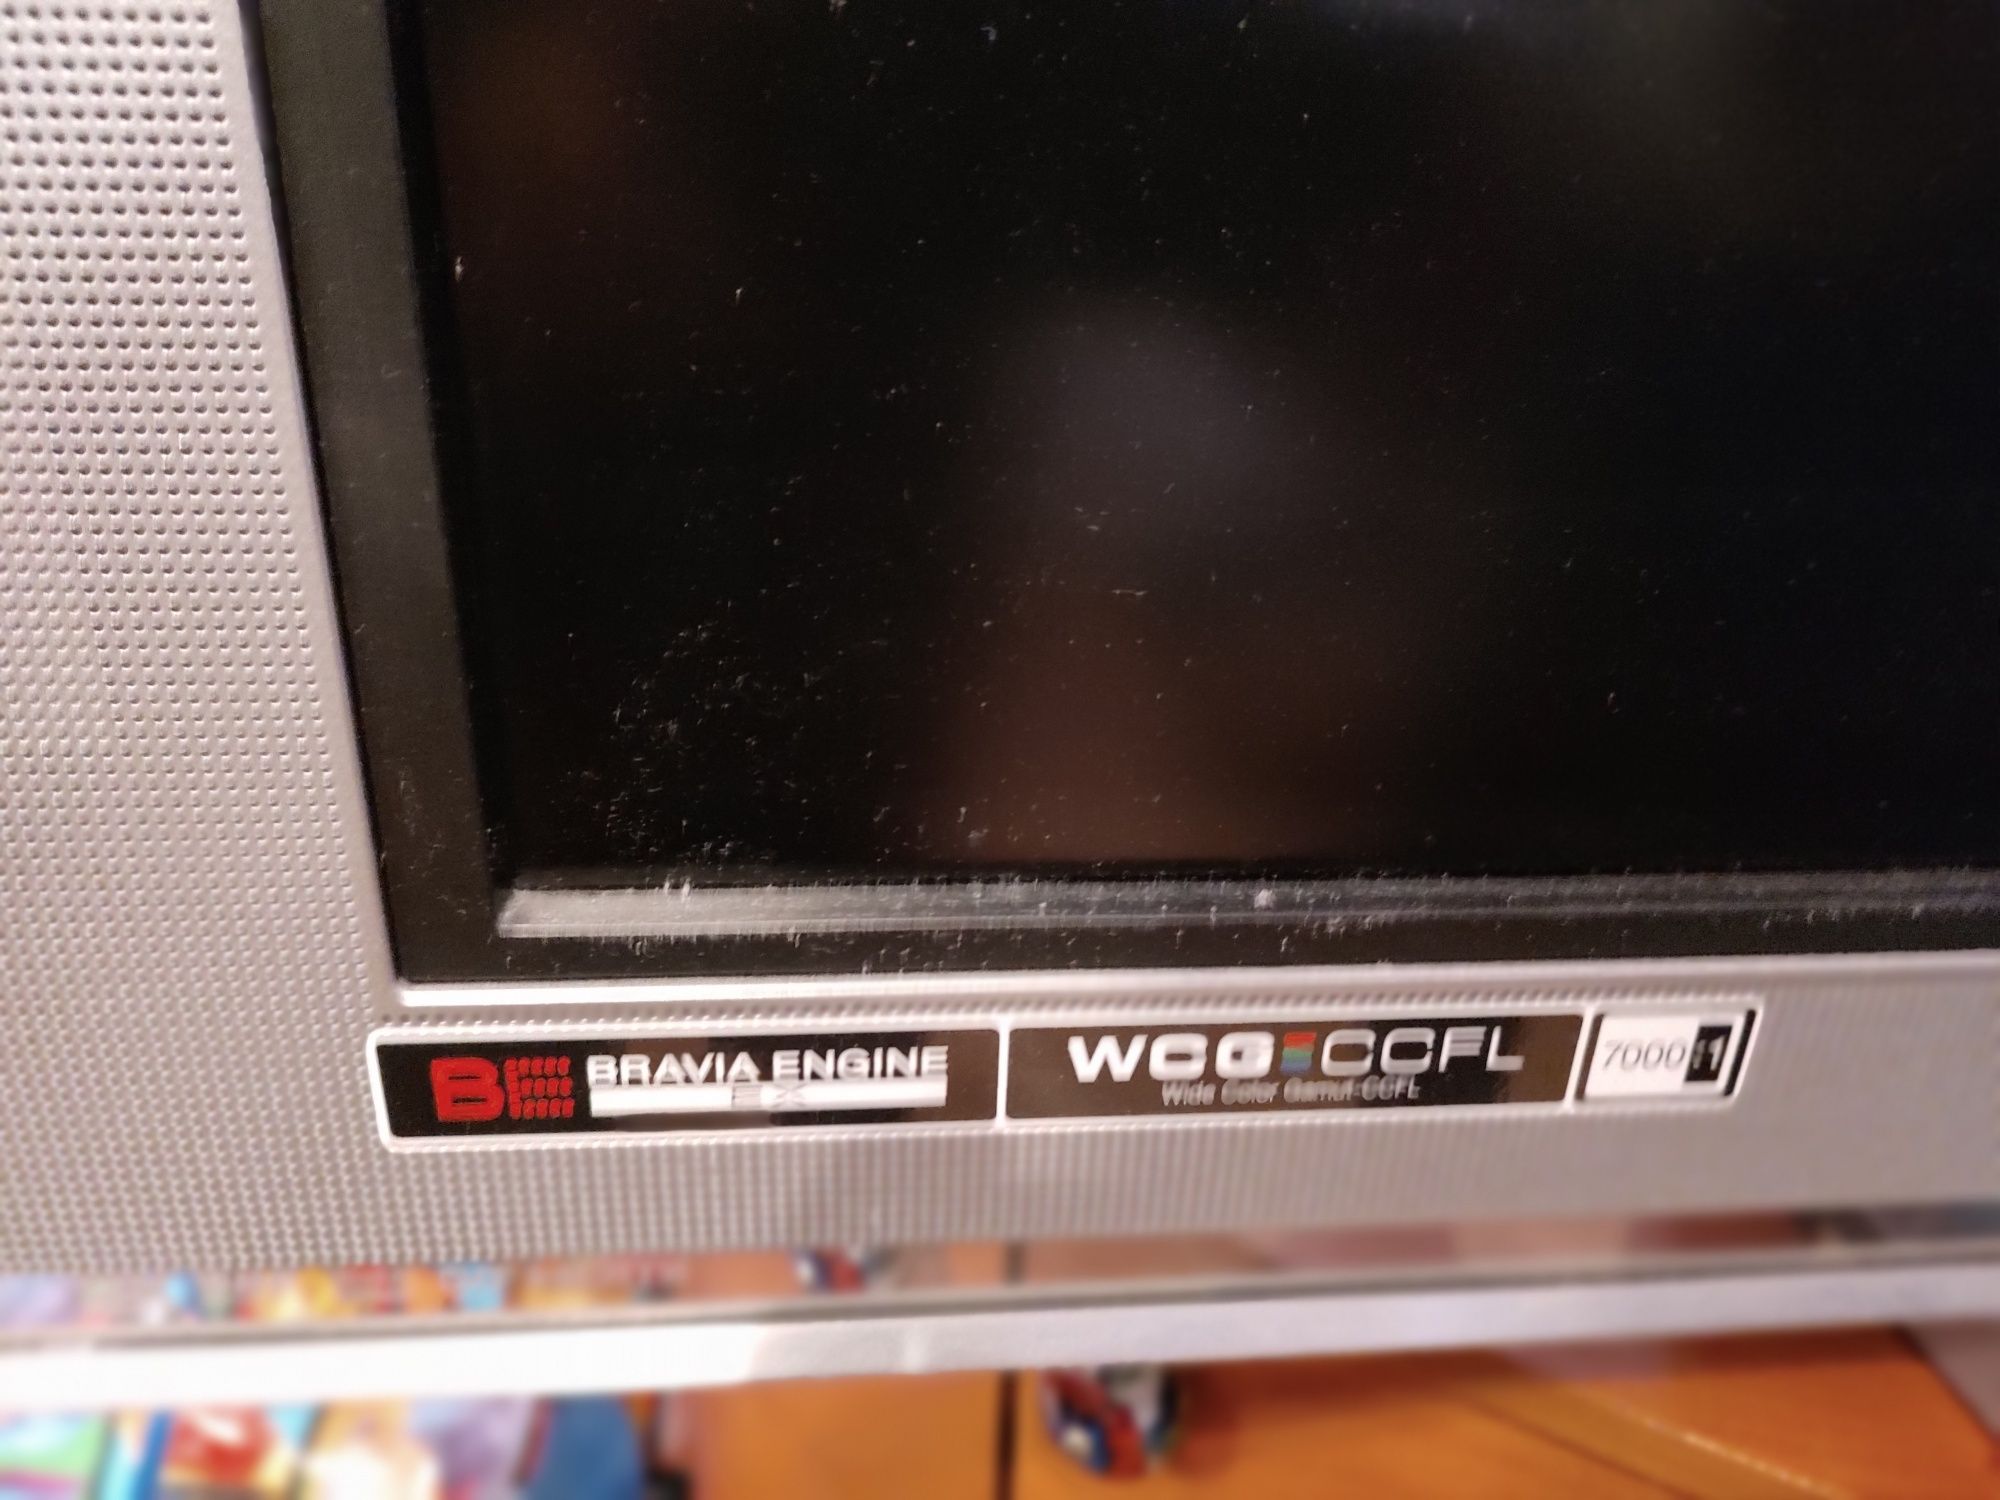 BRAVIA ENGINE
EX
WCG CCFL
Wide Color Gamut-CCFL
7000:1